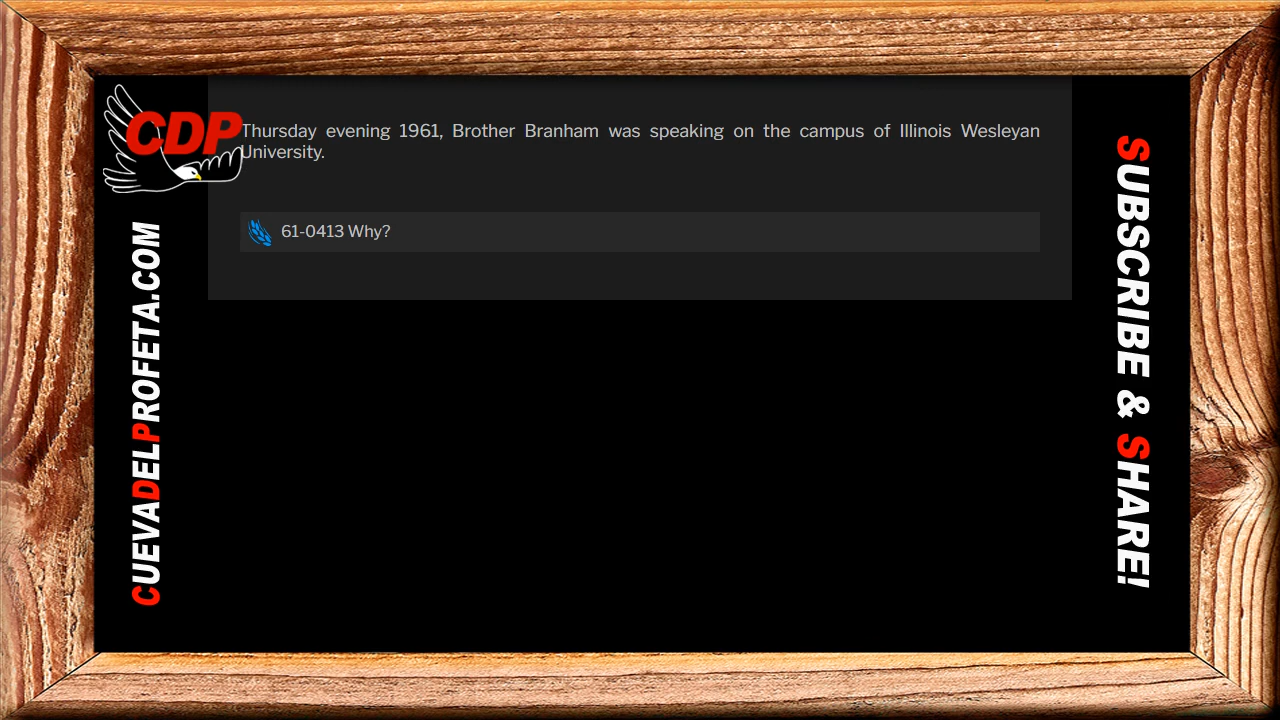 CDP
Thursday evening 1961, Brother Branham was speaking on the campus of Illinois Wesleyan
University.
61-0413 Why?
CUEVADELPROFETA.COM
SUBSCRIBE & SHARE!